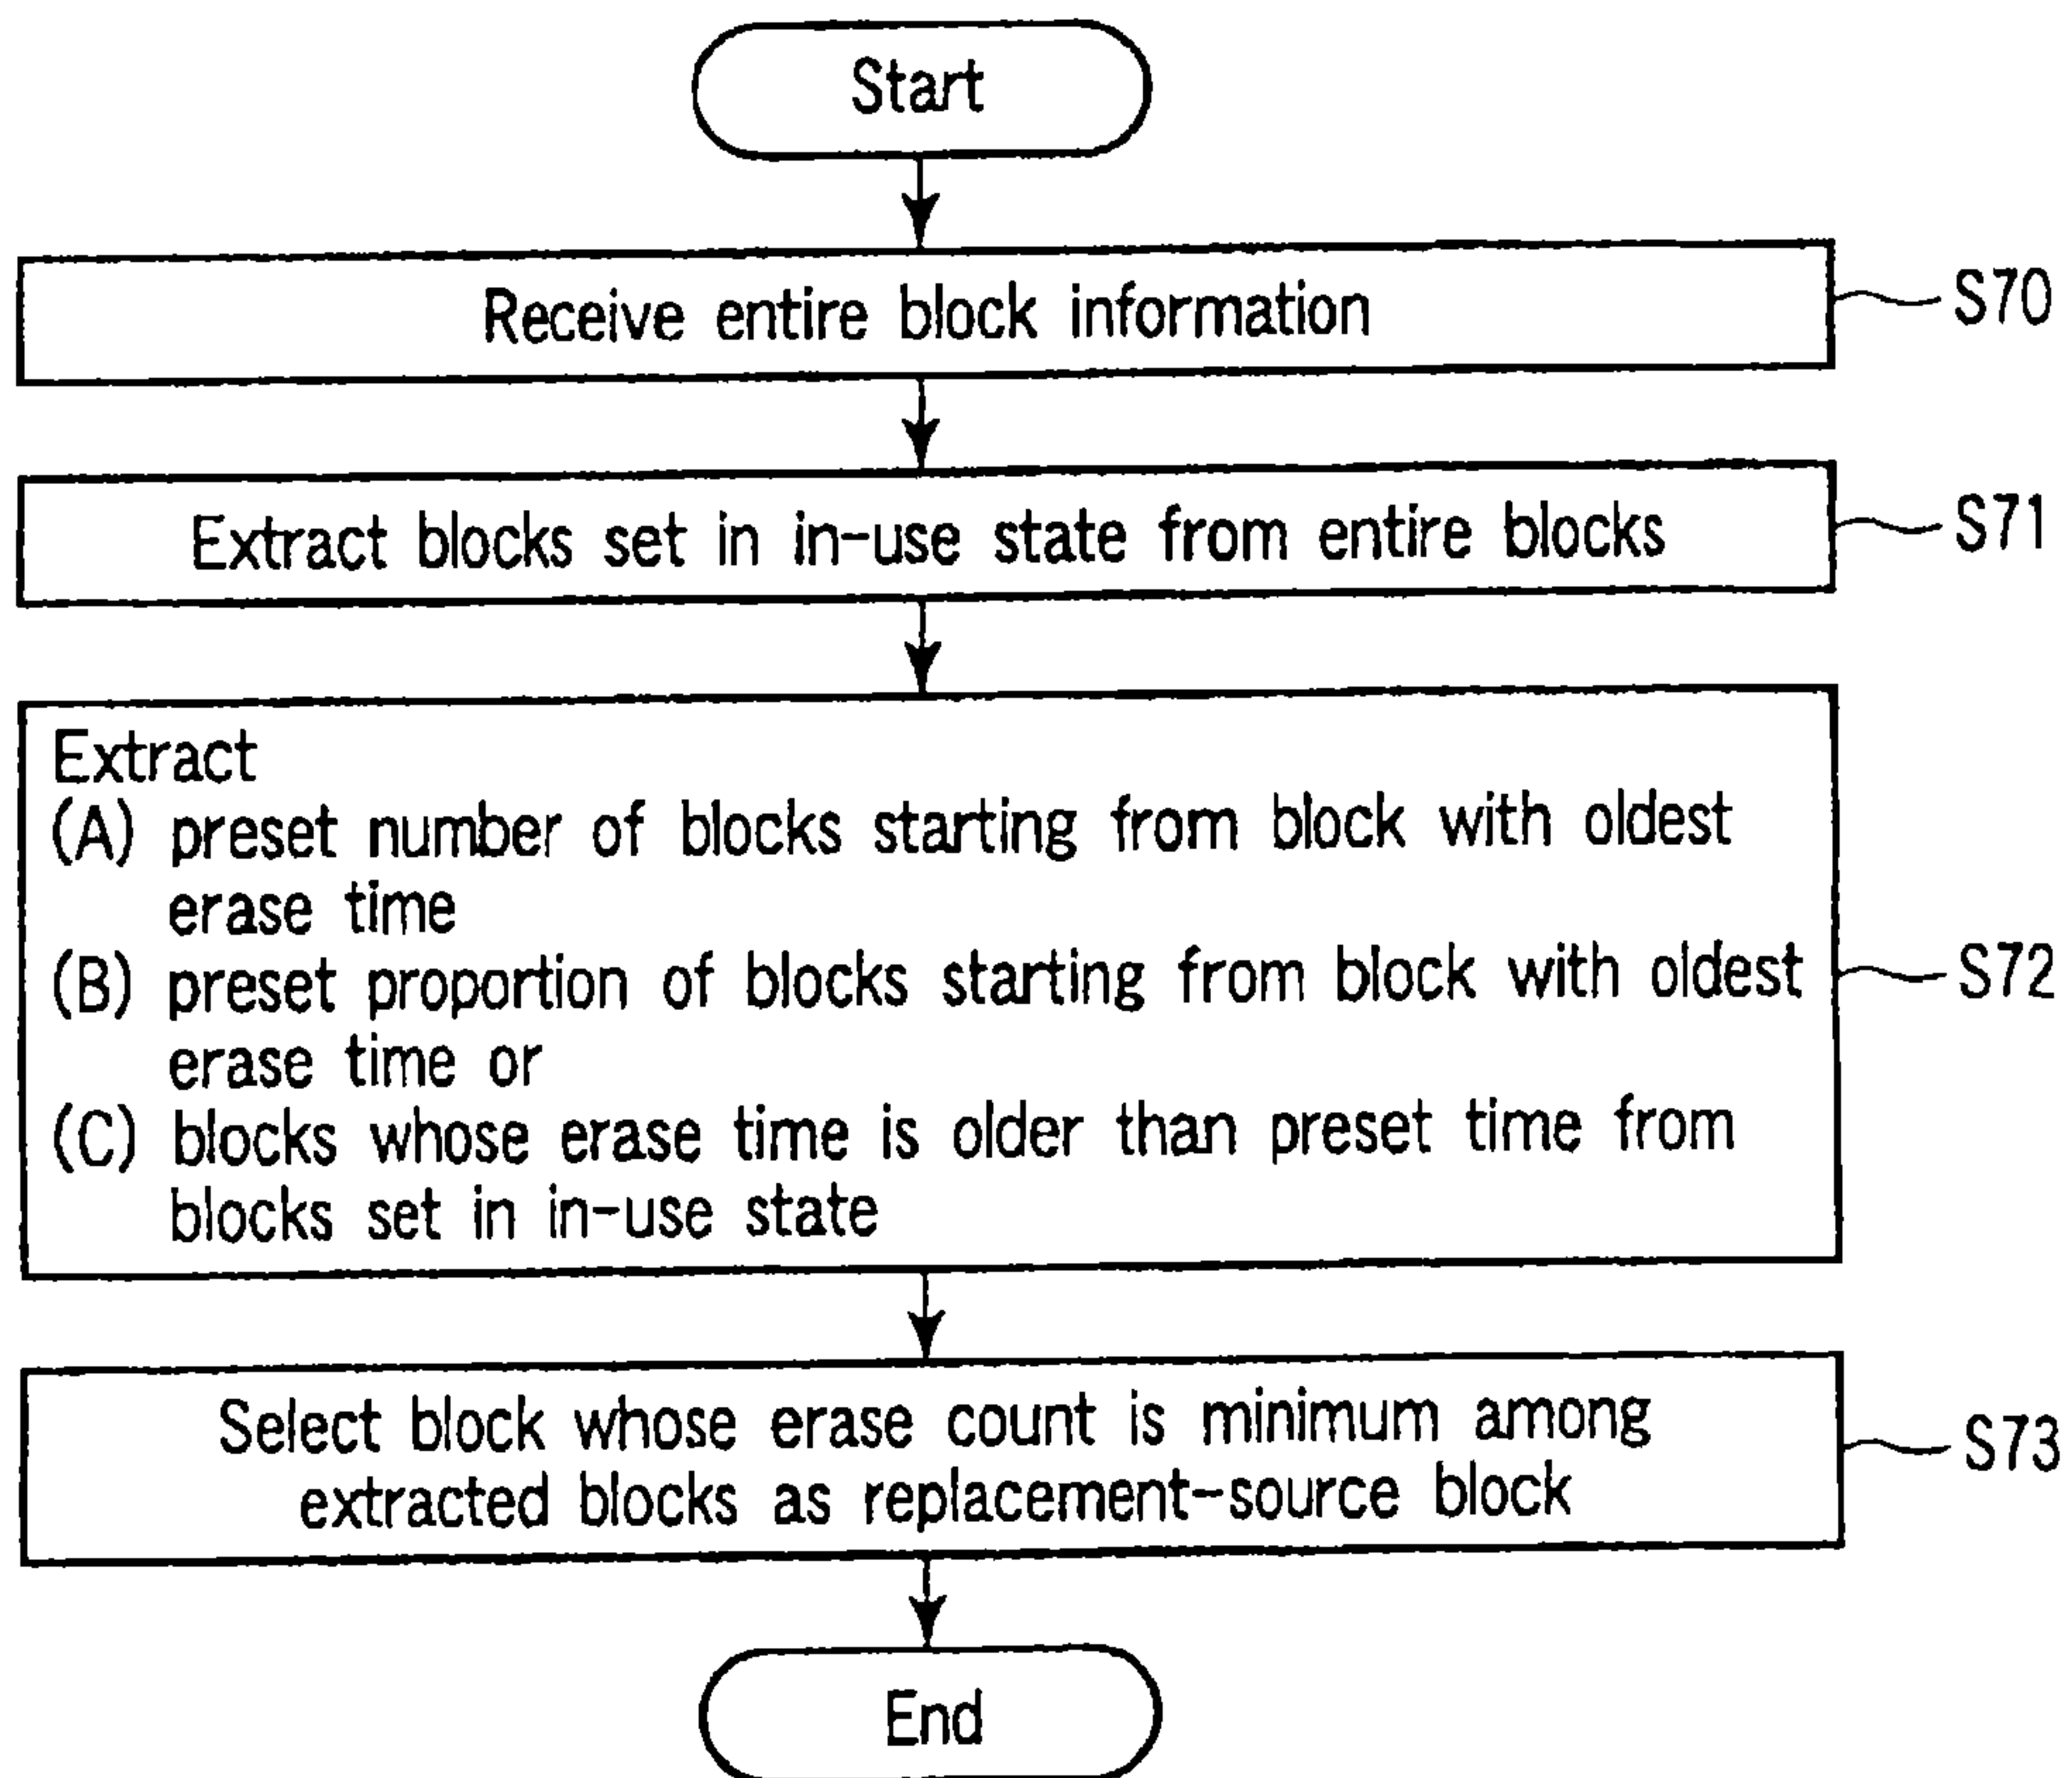 Start
Receive entire block information
S70
Extract blocks set in in-use state from entire blocks
S71
Extract
(A) preset number of blocks starting from block with oldest
erase time
(B) preset proportion of blocks starting from block with oldest
erase time or
(C) blocks whose erase time is older than preset time from
blocks set in in-use state
S72
Select block whose erase count is minimum among
extracted blocks as replacement-source block
S73
End